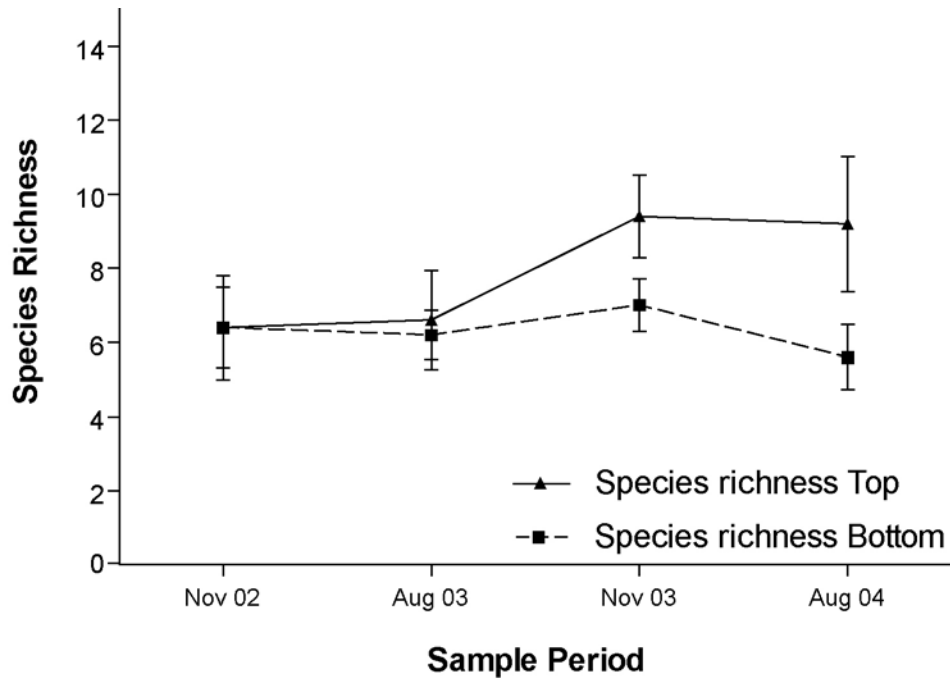 Species Richness
14
12
10
8
6
4
2
0
Species richness Top
Species richness Bottom
Nov 02 Aug 03 Nov 03 Aug 04
Sample Period